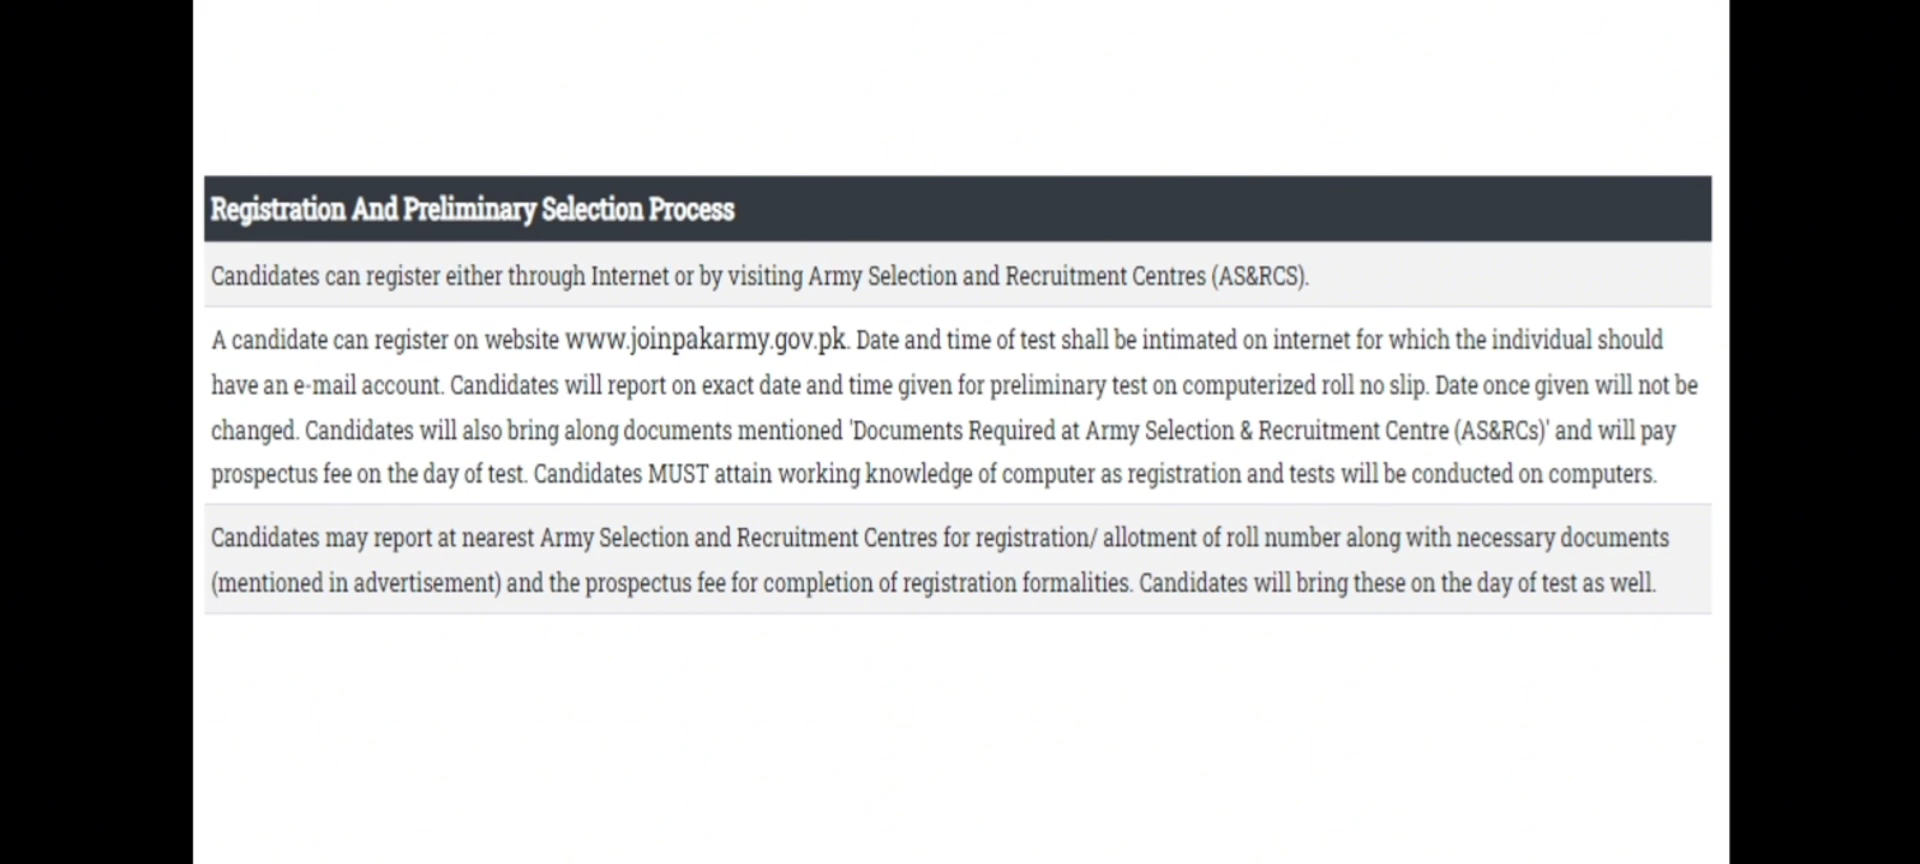 Registration And Preliminary Selection Process
Candidates can register either through Internet or by visiting Army Selection and Recruitment Centres (AS&RCS).
A candidate can register on website www.joinpakarmy.gov.pk. Date and time of test shall be intimated on internet for which the individual should
have an e-mail account. Candidates will report on exact date and time given for preliminary test on computerized roll no slip. Date once given will not be
changed. Candidates will also bring along documents mentioned 'Documents Required at Army Selection & Recruitment Centre (AS&RCs)' and will pay
prospectus fee on the day of test. Candidates MUST attain working knowledge of computer as registration and tests will be conducted on computers.
Candidates may report at nearest Army Selection and Recruitment Centres for registration/ allotment of roll number along with necessary documents
(mentioned in advertisement) and the prospectus fee for completion of registration formalities. Candidates will bring these on the day of test as well.